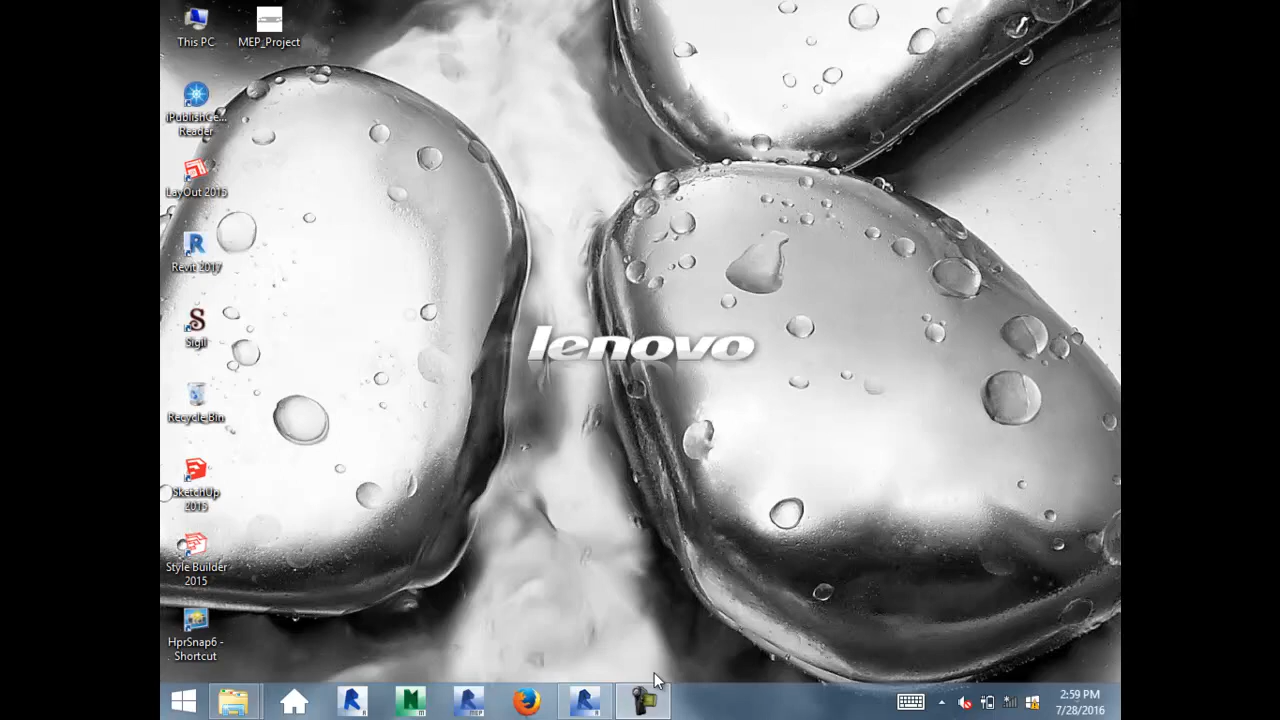 This PC
MEP_Project
iPublishCe...
Reader
LayOut 2015
Revit 2017
Sigil
Recycle Bin
SketchUp
2015
Style Builder
2015
HprSnap6 -
Shortcut
lenovo
2:59 PM
7/28/2016